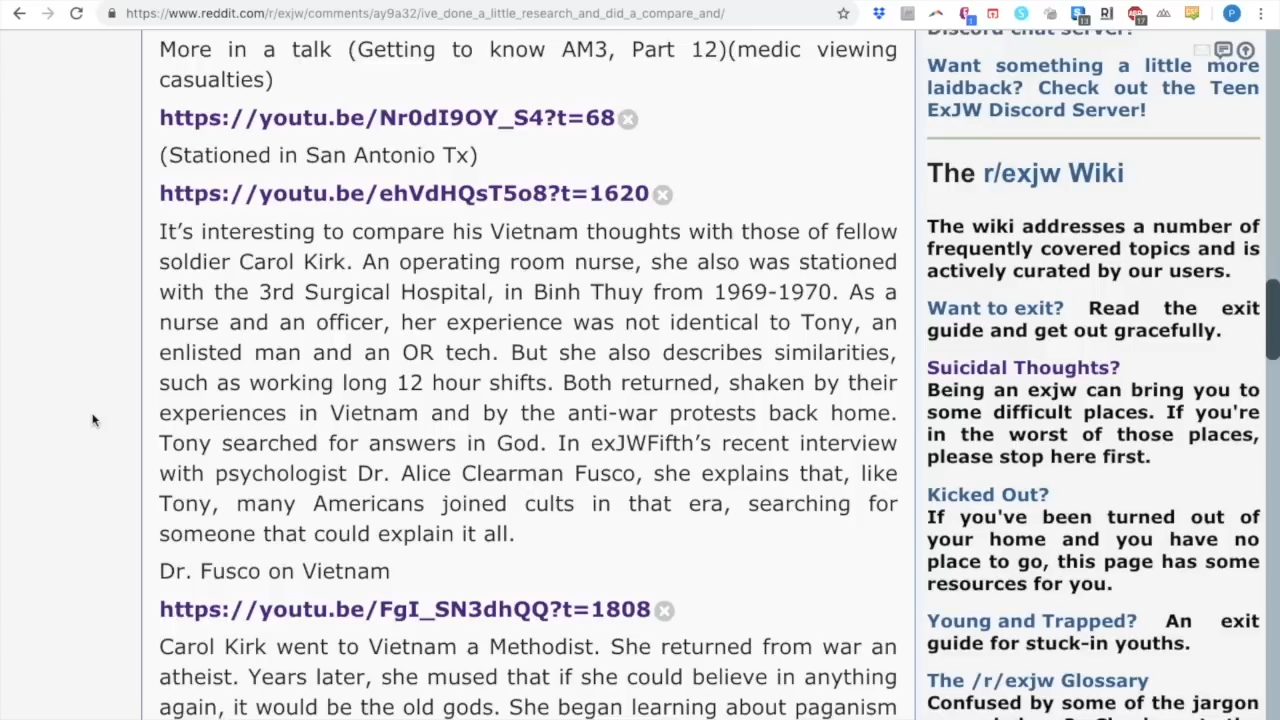 https://www.reddit.com/r/exjw/comments/ay9a32/ive_done_a_little_research_and_did_a_compare_and/
More in a talk (Getting to know AM3, Part 12)(medic viewing
casualties)
https://youtu.be/Nr0dI9OY_S4?t=68
(Stationed in San Antonio Tx)
https://youtu.be/ehVdHQsT5o8?t=1620
It’s interesting to compare his Vietnam thoughts with those of fellow
soldier Carol Kirk. An operating room nurse, she also was stationed
with the 3rd Surgical Hospital, in Binh Thuy from 1969-1970. As a
nurse and an officer, her experience was not identical to Tony, an
enlisted man and an OR tech. But she also describes similarities,
such as working long 12 hour shifts. Both returned, shaken by their
experiences in Vietnam and by the anti-war protests back home.
Tony searched for answers in God. In exJWFifth’s recent interview
with psychologist Dr. Alice Clearman Fusco, she explains that, like
Tony, many Americans joined cults in that era, searching for
someone that could explain it all.
Dr. Fusco on Vietnam
https://youtu.be/FgI_SN3dhQQ?t=1808
Carol Kirk went to Vietnam a Methodist. She returned from war an
atheist. Years later, she mused that if she could believe in anything
again, it would be the old gods. She began learning about paganism
Discord chat server!
Want something a little more
laidback? Check out the Teen
ExJW Discord Server!
The r/exjw Wiki
The wiki addresses a number of
frequently covered topics and is
actively curated by our users.
Want to exit? Read the exit
guide and get out gracefully.
Suicidal Thoughts?
Being an exjw can bring you to
some difficult places. If you're
in the worst of those places,
please stop here first.
Kicked Out?
If you've been turned out of
your home and you have no
place to go, this page has some
resources for you.
Young and Trapped? An exit
guide for stuck-in youths.
The /r/exjw Glossary
Confused by some of the jargon